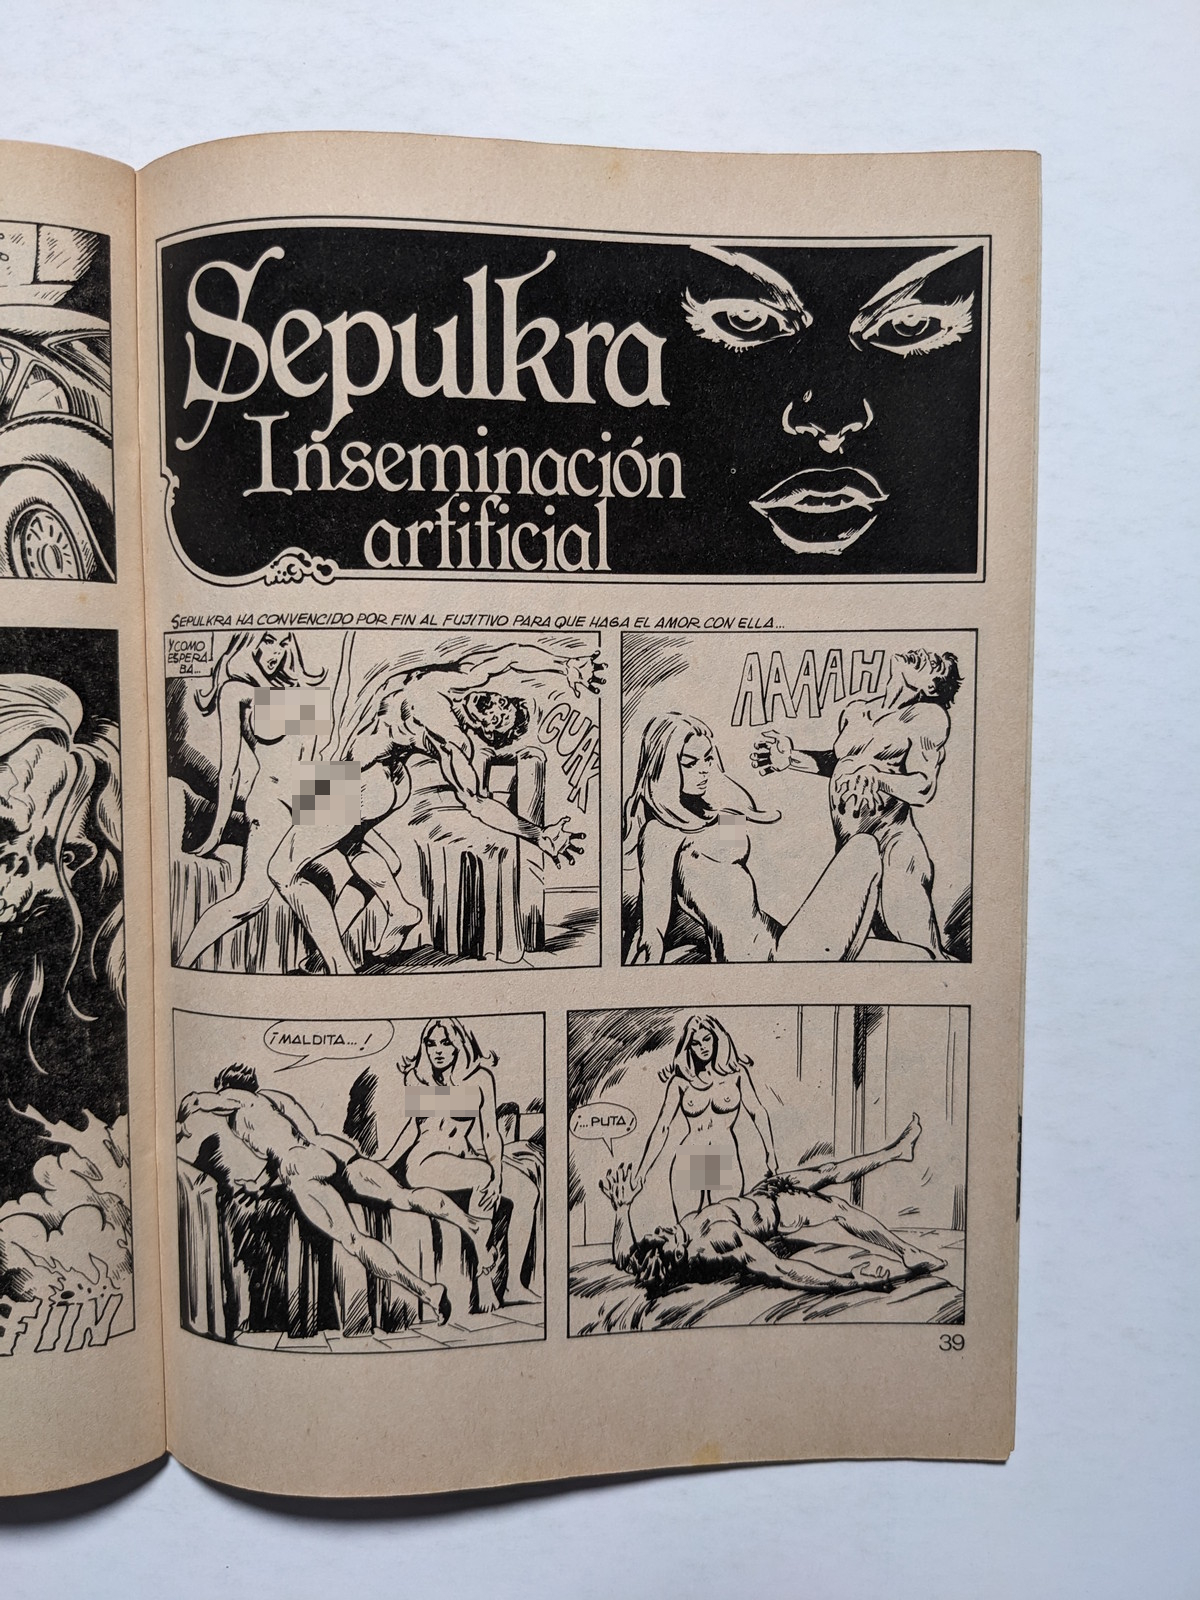 Sepulkra
Inseminación
artificial
SEPULKRA HA CONVENCIDO POR FIN AL FUJITIVO PARA QUE HAGA EL AMOR CON ELLA...
Y COMO
ESPERA-
BA...
AAAAH
¡MALDITA...!
¡...PUTA!
39
FIN